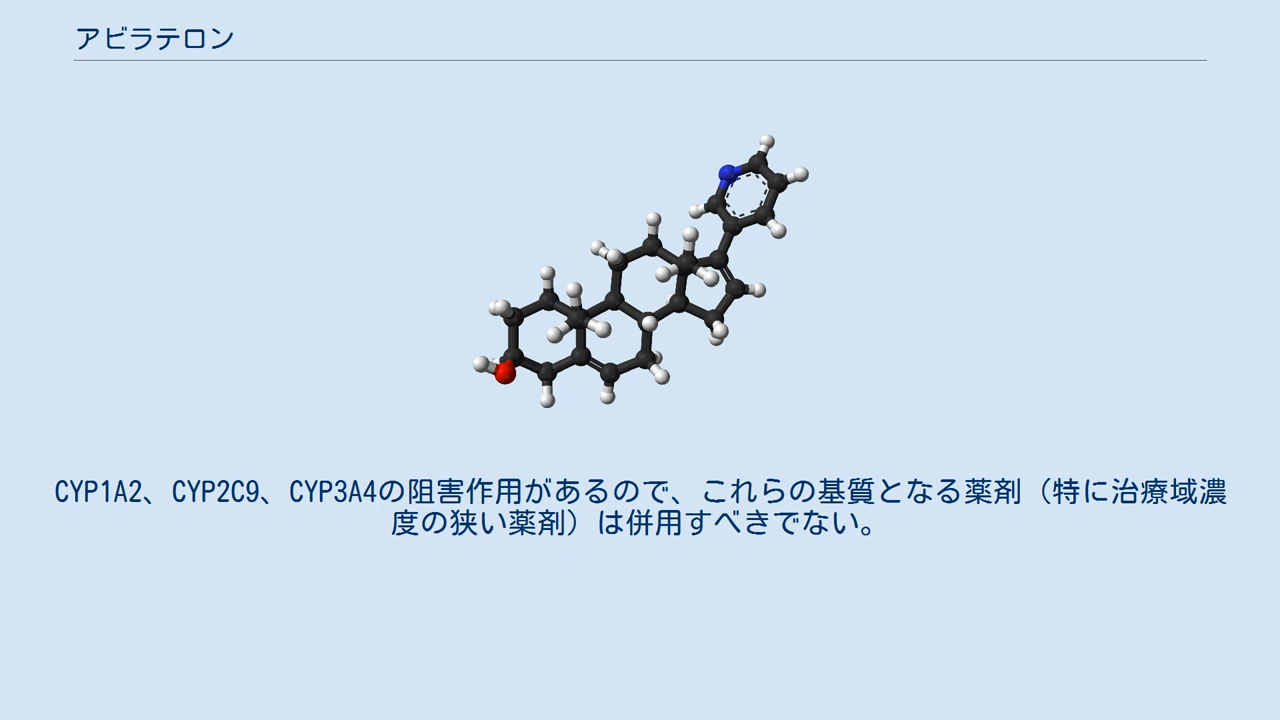 アビラテロン
CYP1A2、CYP2C9、CYP3A4の阻害作用があるので、これらの基質となる薬剤（特に治療域濃
度の狭い薬剤）は併用すべきでない。